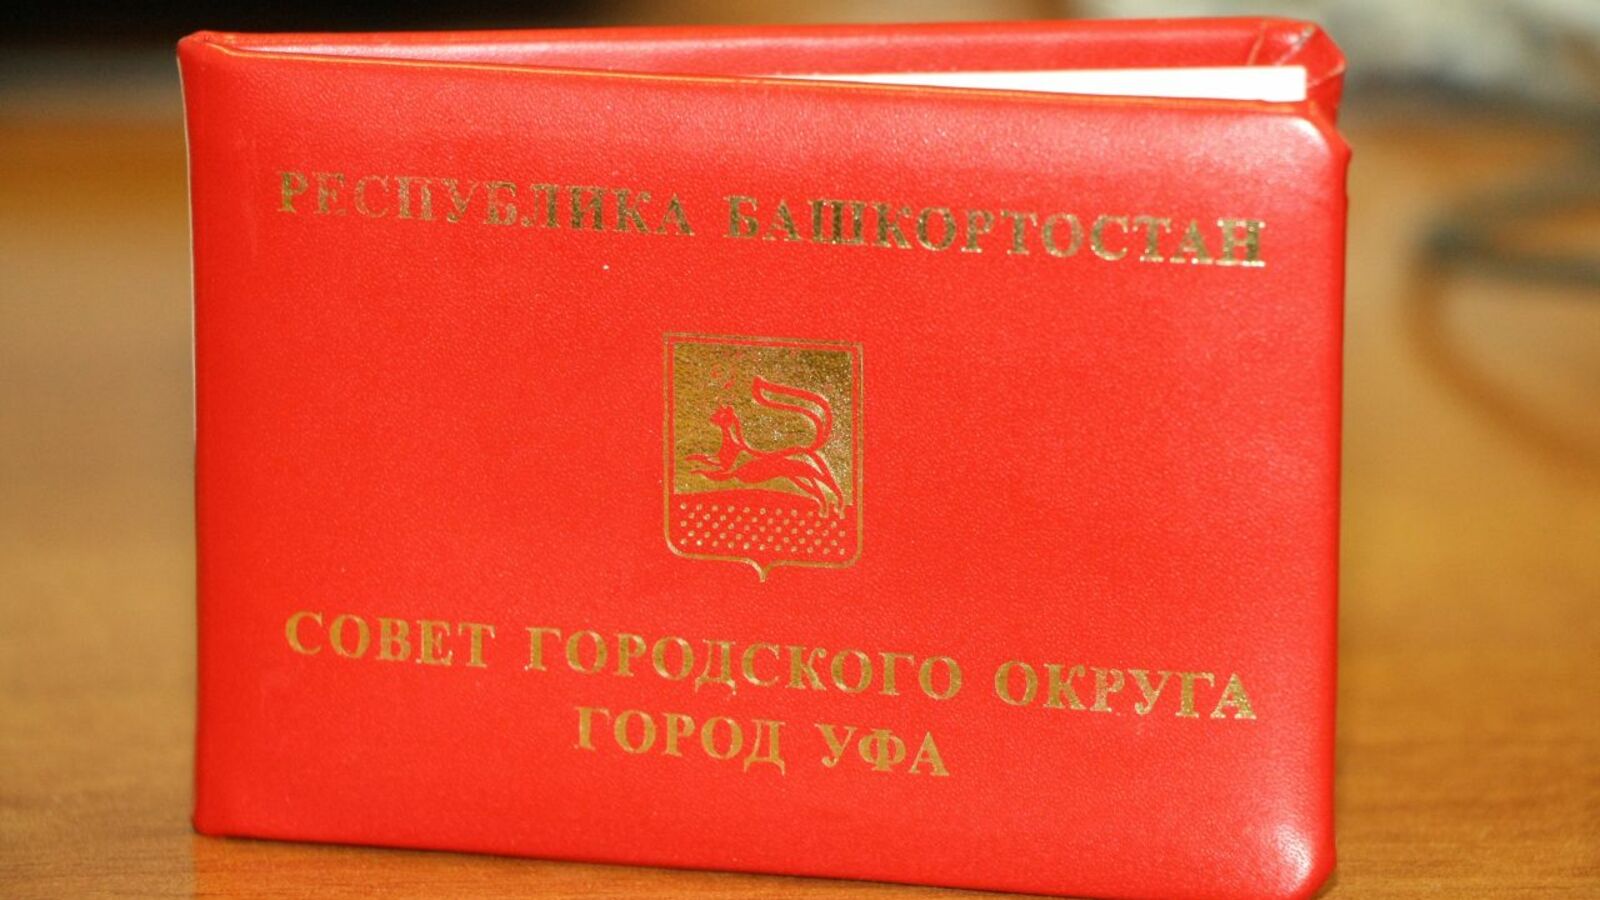 РЕСПУБЛИКА БАШКОРТОСТАН
СОВЕТ ГОРОДСКОГО ОКРУГА
ГОРОД УФА